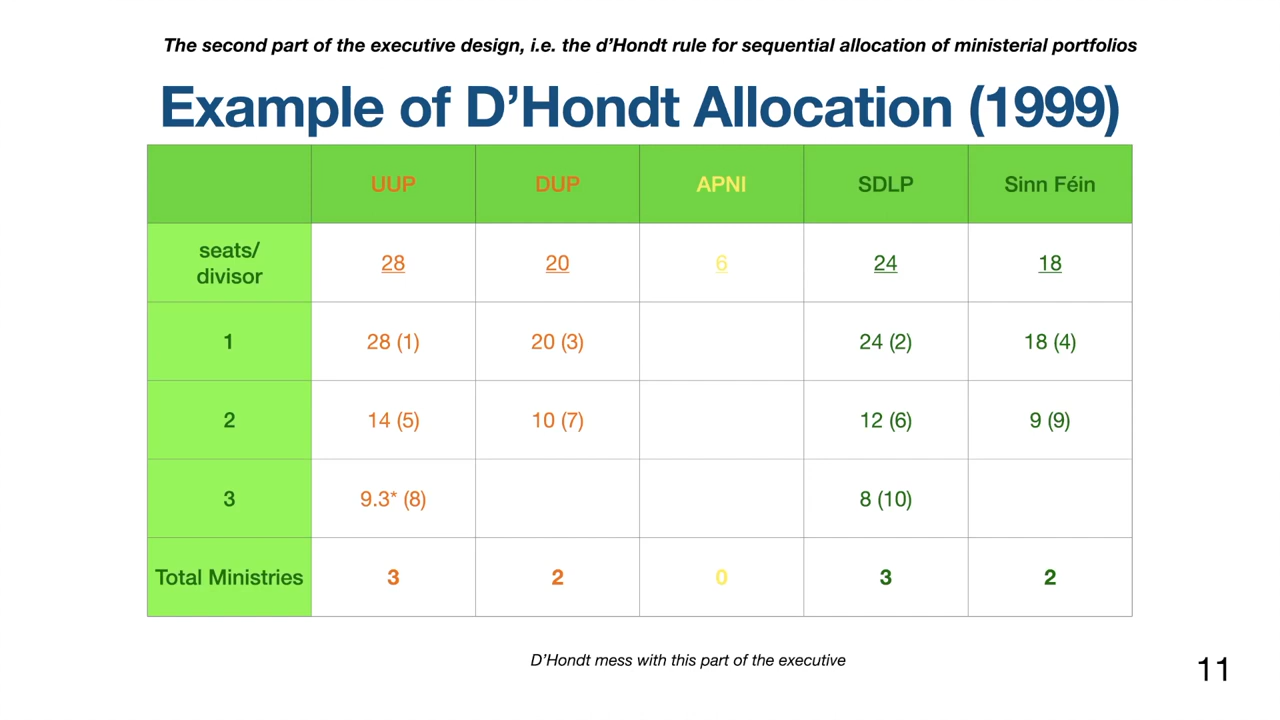 The second part of the executive design, i.e. the d’Hondt rule for sequential allocation of ministerial portfolios
Example of D’Hondt Allocation (1999)
UUP DUP APNI SDLP Sinn Féin
seats/
divisor
28 20 6 24 18
1 28 (1) 20 (3) 24 (2) 18 (4)
2 14 (5) 10 (7) 12 (6) 9 (9)
3 9.3* (8) 8 (10)
Total Ministries 3 2 0 3 2
D’Hondt mess with this part of the executive
11